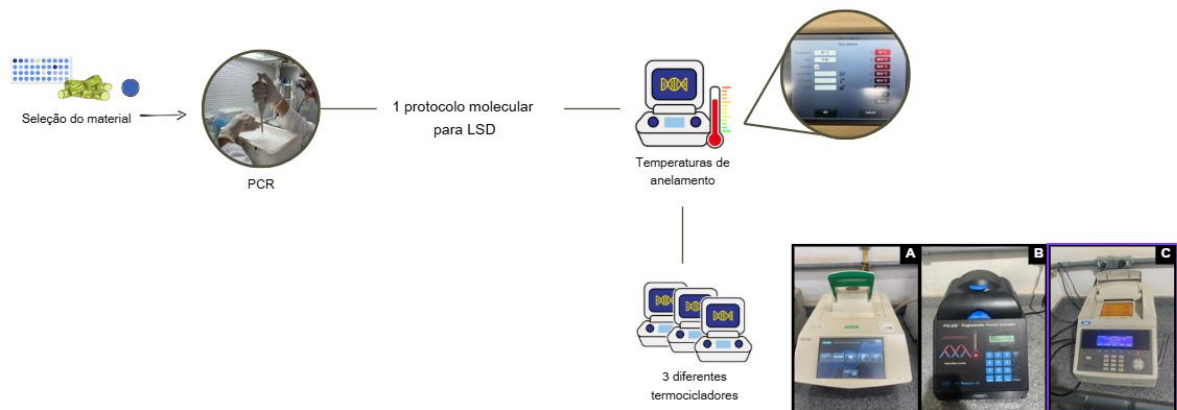 Seleção do material
PCR
1 protocolo molecular
para LSD
Temperaturas de
anelamento
3 diferentes
termocicladores
A
B
C